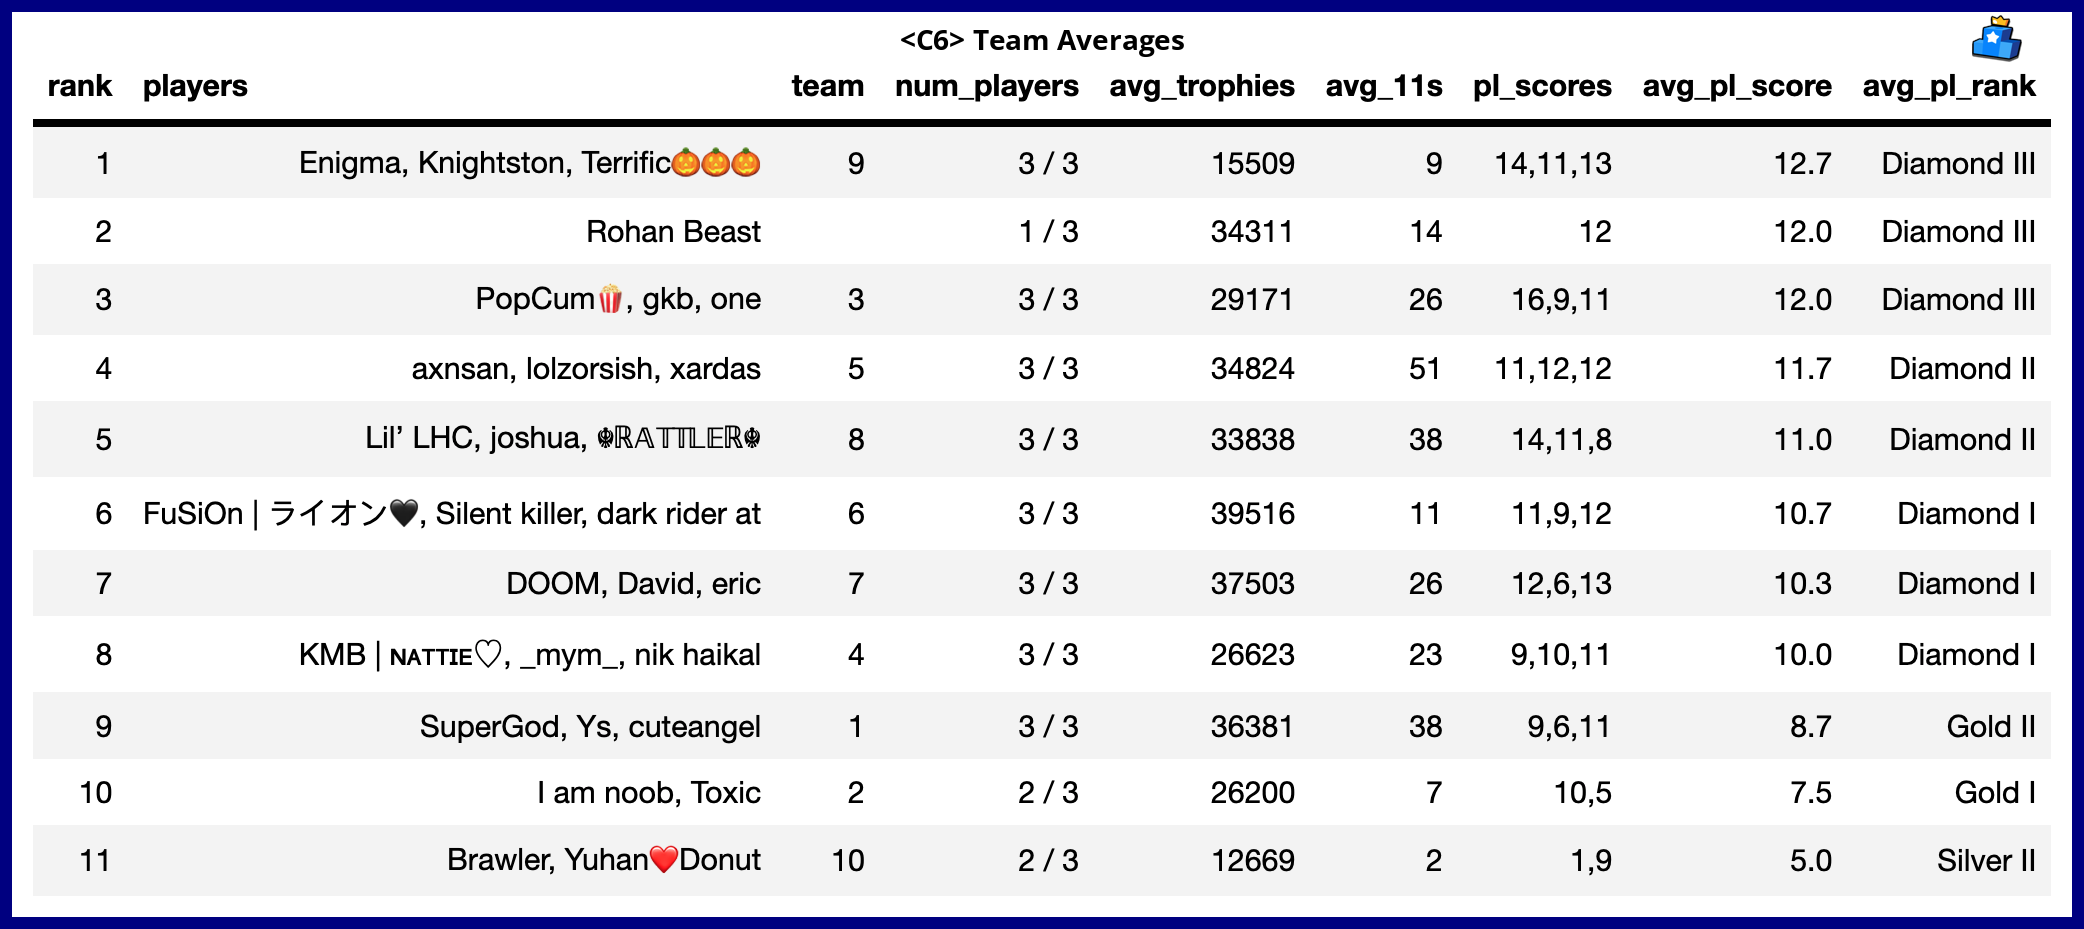 <C6> Team Averages
rank players team num_players avg_trophies avg_11s pl_scores avg_pl_score avg_pl_rank
1 Enigma, Knightston, Terrific🎃🎃🎃 9 3 / 3 15509 9 14,11,13 12.7 Diamond III
2 Rohan Beast 1 / 3 34311 14 12 12.0 Diamond III
3 PopCum🍿, gkb, one 3 3 / 3 29171 26 16,9,11 12.0 Diamond III
4 axnsan, lolzorsish, xardas 5 3 / 3 34824 51 11,12,12 11.7 Diamond II
5 Lil’ LHC, joshua, ☬ℝ𝔸𝕋𝕋𝕃𝔼ℝ☬ 8 3 / 3 33838 38 14,11,8 11.0 Diamond II
6 FuSiOn | ライオン🖤, Silent killer, dark rider at 6 3 / 3 39516 11 11,9,12 10.7 Diamond I
7 DOOM, David, eric 7 3 / 3 37503 26 12,6,13 10.3 Diamond I
8 KMB | ɴᴀᴛᴛɪᴇ♡, _mym_, nik haikal 4 3 / 3 26623 23 9,10,11 10.0 Diamond I
9 SuperGod, Ys, cuteangel 1 3 / 3 36381 38 9,6,11 8.7 Gold II
10 I am noob, Toxic 2 2 / 3 26200 7 10,5 7.5 Gold I
11 Brawler, Yuhan❤️Donut 10 2 / 3 12669 2 1,9 5.0 Silver II